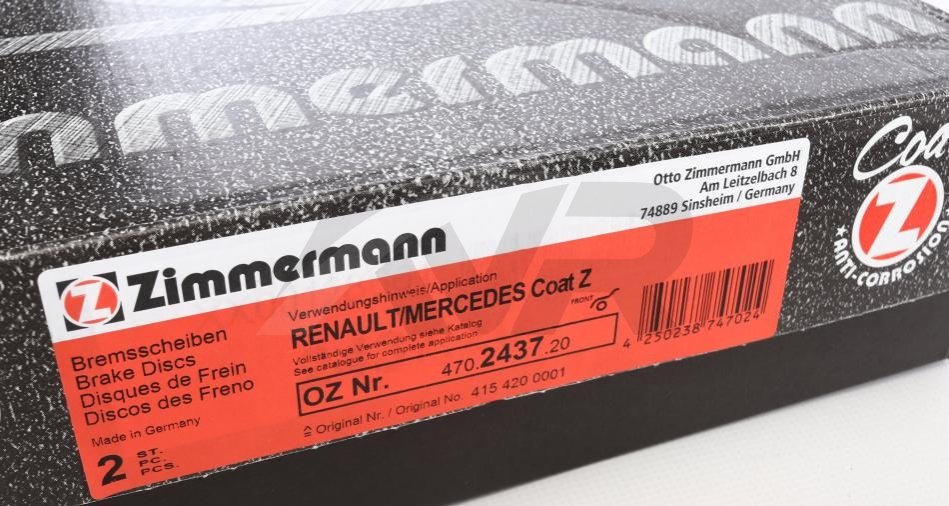 mmermann
Coat
Z
★ANTI-CORROSION
Zimmermann
Otto Zimmermann GmbH
Am Leitzelbach 8
74889 Sinsheim / Germany
Bremsscheiben
Brake Discs
Disques de Frein
Discos del Freno
Made in Germany
2 ST.
PC.
PCS.
Verwendungshinweis/Application
RENAULT/MERCEDES Coat Z
Vollständige Verwendung siehe Katalog
See catalogue for complete application
FRONT
OZ Nr. 470.2437.20
≙ Original Nr. / Original No. 415 420 0001
4 250238 747024